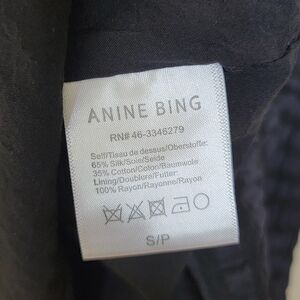 ANINE BING
RN# 46-3346279
Self/Tissu de dessus/Oberstoffe:
65% Silk/Soie/Seide
35% Cotton/Coton/Baumwolle
Lining/Doublure/Futter:
100% Rayon/Rayonne/Rayon
S/P